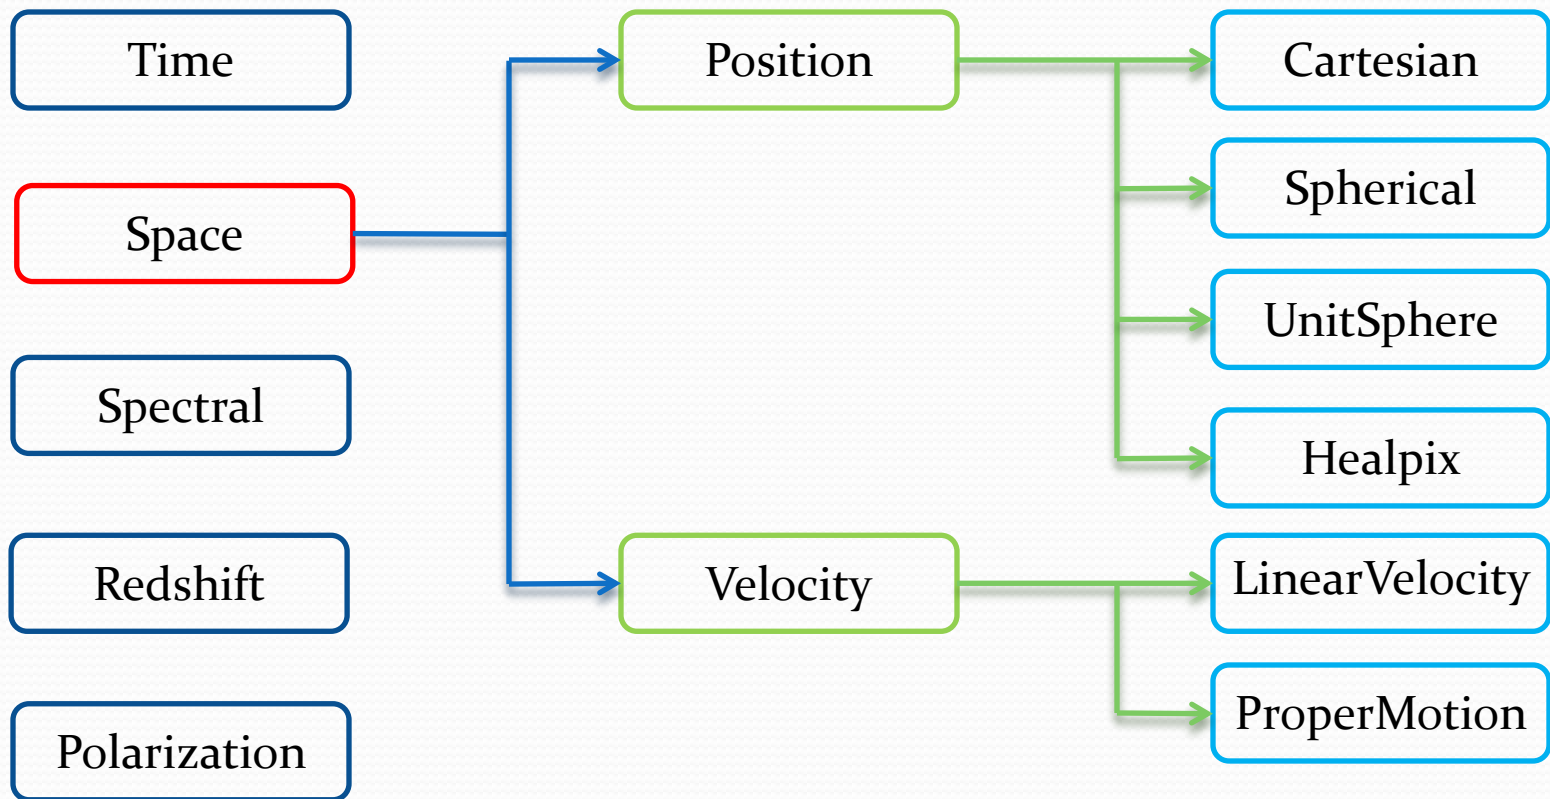 Time
Space
Spectral
Redshift
Polarization
Position
Velocity
Cartesian
Spherical
UnitSphere
Healpix
LinearVelocity
ProperMotion